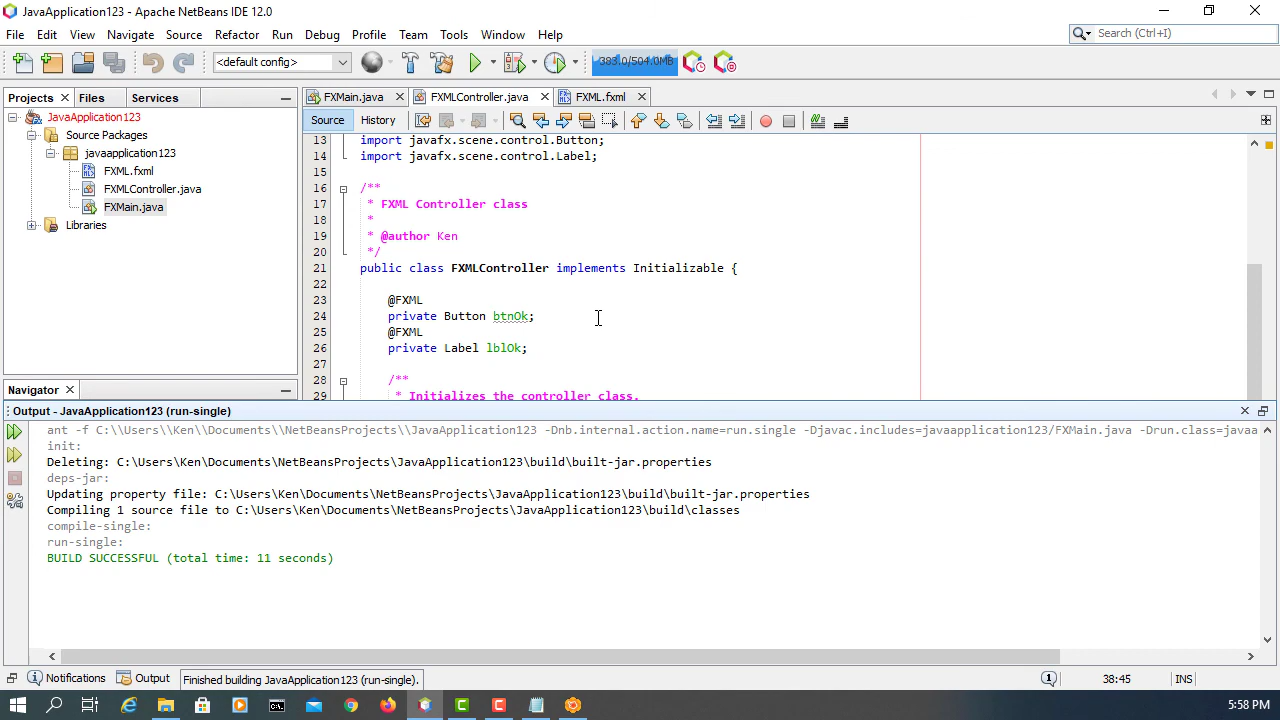 JavaApplication123 - Apache NetBeans IDE 12.0
File Edit View Navigate Source Refactor Run Debug Profile Team Tools Window Help
Search (Ctrl+I)
<default config>
383.0/504.0MB
Projects Files Services
FXMain.java FXMLController.java FXML.fxml
Source History
JavaApplication123
Source Packages
javaapplication123
FXML.fxml
FXMLController.java
FXMain.java
Libraries
13 import javafx.scene.control.Button;
14 import javafx.scene.control.Label;
15
16 /**
17 * FXML Controller class
18 *
19 * @author Ken
20 */
21 public class FXMLController implements Initializable {
22
23 @FXML
24 private Button btnOk;
25 @FXML
26 private Label lblOk;
27
28 /**
29 * Initializes the controller class.
Navigator
Output - JavaApplication123 (run-single)
ant -f C:\\Users\\Ken\\Documents\\NetBeansProjects\\JavaApplication123 -Dnb.internal.action.name=run.single -Djavac.includes=javaapplication123/FXMain.java -Drun.class=javaa
init:
Deleting: C:\Users\Ken\Documents\NetBeansProjects\JavaApplication123\build\built-jar.properties
deps-jar:
Updating property file: C:\Users\Ken\Documents\NetBeansProjects\JavaApplication123\build\built-jar.properties
Compiling 1 source file to C:\Users\Ken\Documents\NetBeansProjects\JavaApplication123\build\classes
compile-single:
run-single:
BUILD SUCCESSFUL (total time: 11 seconds)
Notifications Output Finished building JavaApplication123 (run-single). 38:45 INS
5:58 PM